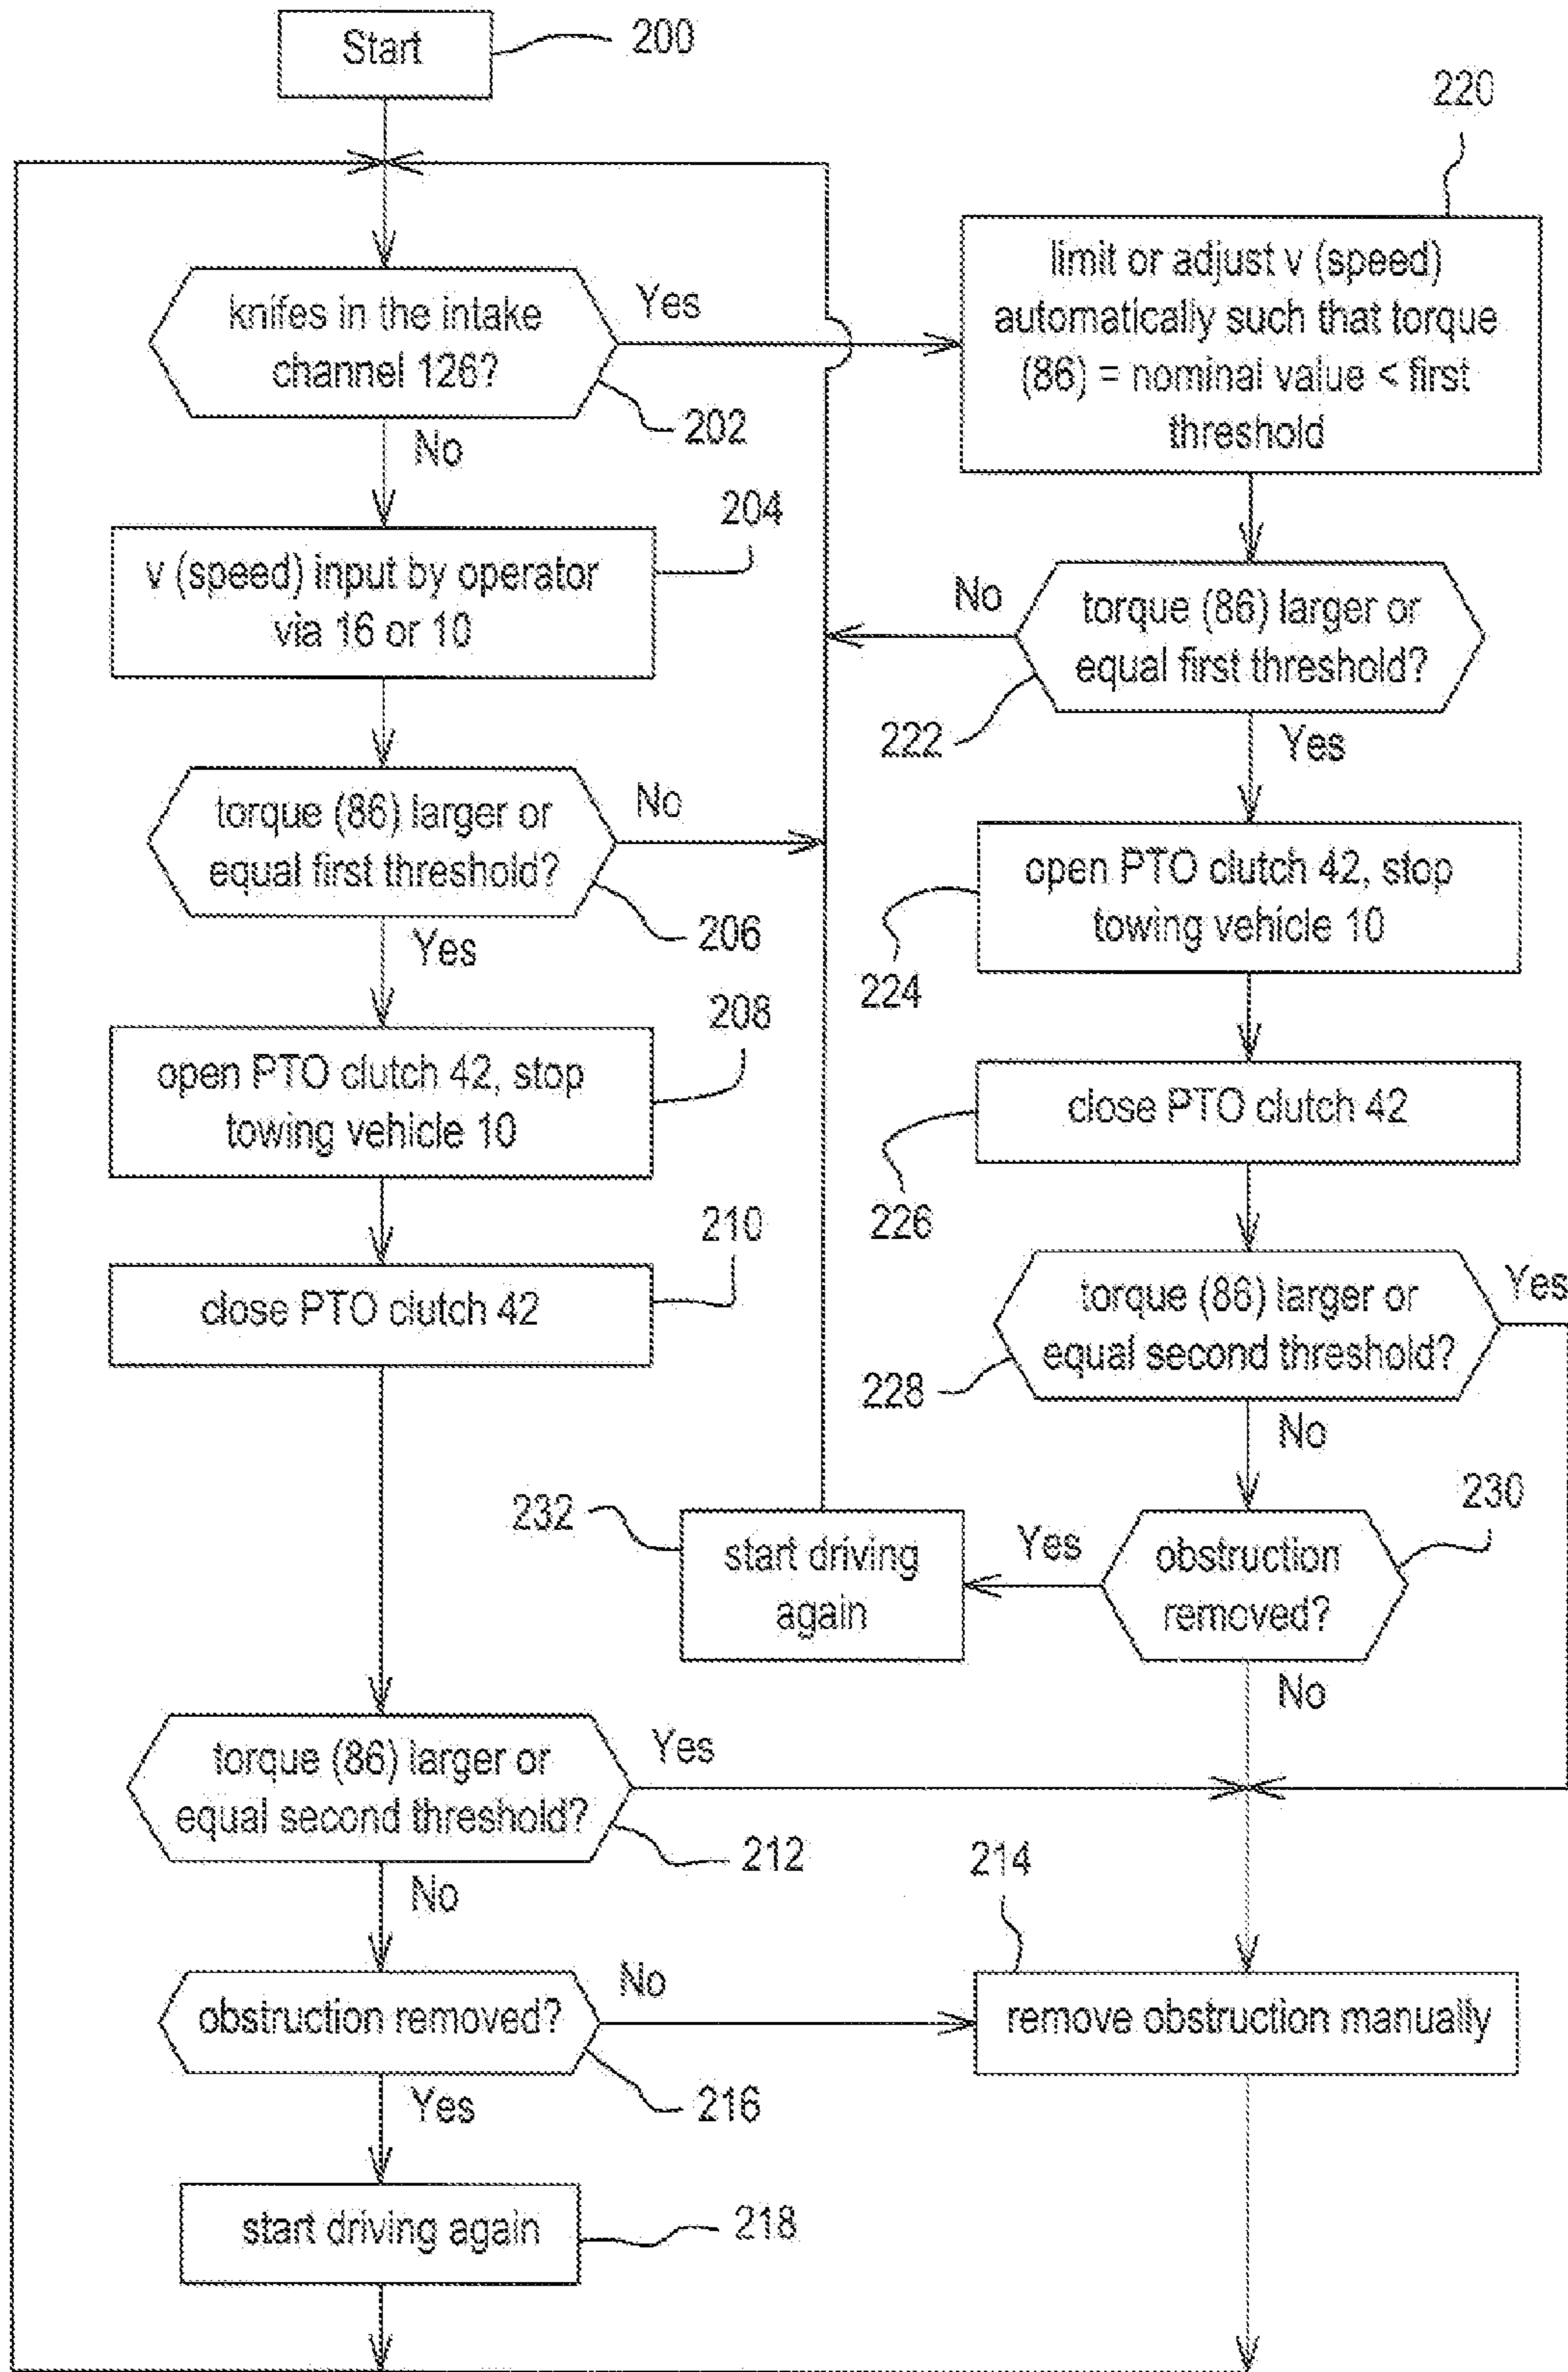 Start
200
knifes in the intake
channel 126?
Yes
202
No
v (speed) input by operator
via 16 or 10
204
torque (86) larger or
equal first threshold?
No
206
Yes
open PTO clutch 42, stop
towing vehicle 10
208
close PTO clutch 42
210
torque (86) larger or
equal second threshold?
Yes
212
No
obstruction removed?
No
216
Yes
start driving again
218
220
limit or adjust v (speed)
automatically such that torque
(86) = nominal value < first
threshold
No
torque (86) larger or
equal first threshold?
222
Yes
open PTO clutch 42, stop
towing vehicle 10
224
close PTO clutch 42
226
torque (86) larger or
equal second threshold?
Yes
228
No
230
obstruction
removed?
Yes
232
start driving
again
No
214
remove obstruction manually